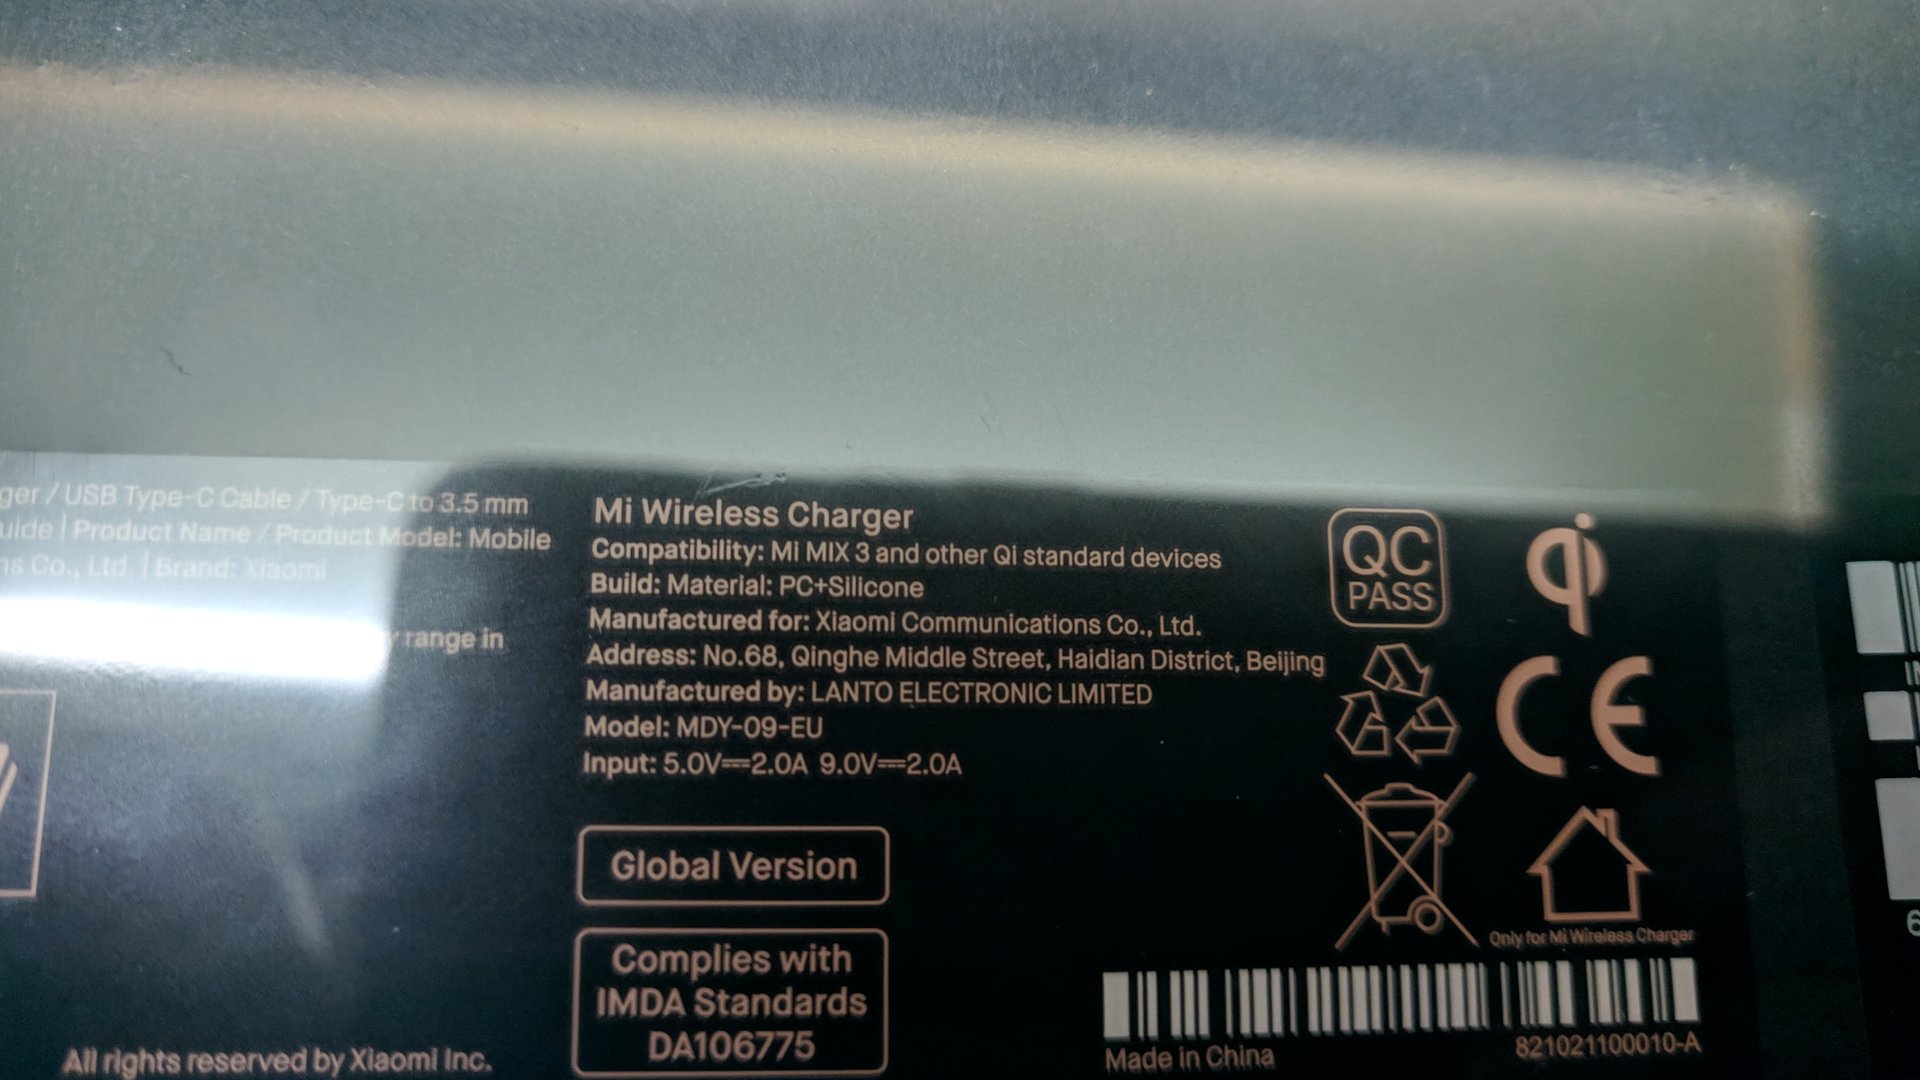 ger / USB Type-C Cable / Type-C to 3.5 mm
uide | Product Name / Product Model: Mobile
ns Co., Ltd. | Brand: Xiaomi
y range in
All rights reserved by Xiaomi Inc.
Mi Wireless Charger
Compatibility: Mi MIX 3 and other Qi standard devices
Build: Material: PC+Silicone
Manufactured for: Xiaomi Communications Co., Ltd.
Address: No.68, Qinghe Middle Street, Haidian District, Beijing
Manufactured by: LANTO ELECTRONIC LIMITED
Model: MDY-09-EU
Input: 5.0V⎓2.0A 9.0V⎓2.0A
Global Version
Complies with
IMDA Standards
DA106775
QC
PASS
qi
CE
Only for Mi Wireless Charger
Made in China
821021100010-A
6